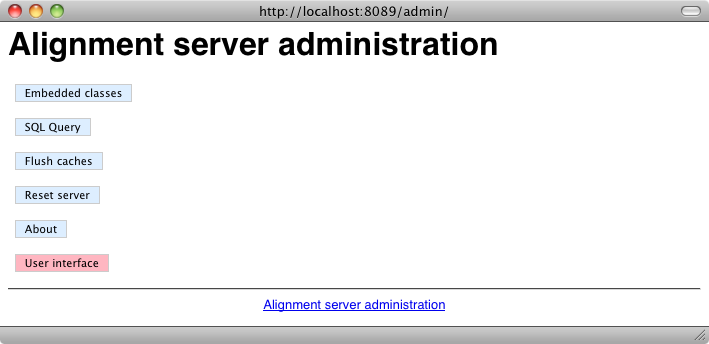 http://localhost:8089/admin/
Alignment server administration
Embedded classes
SQL Query
Flush caches
Reset server
About
User interface
Alignment server administration